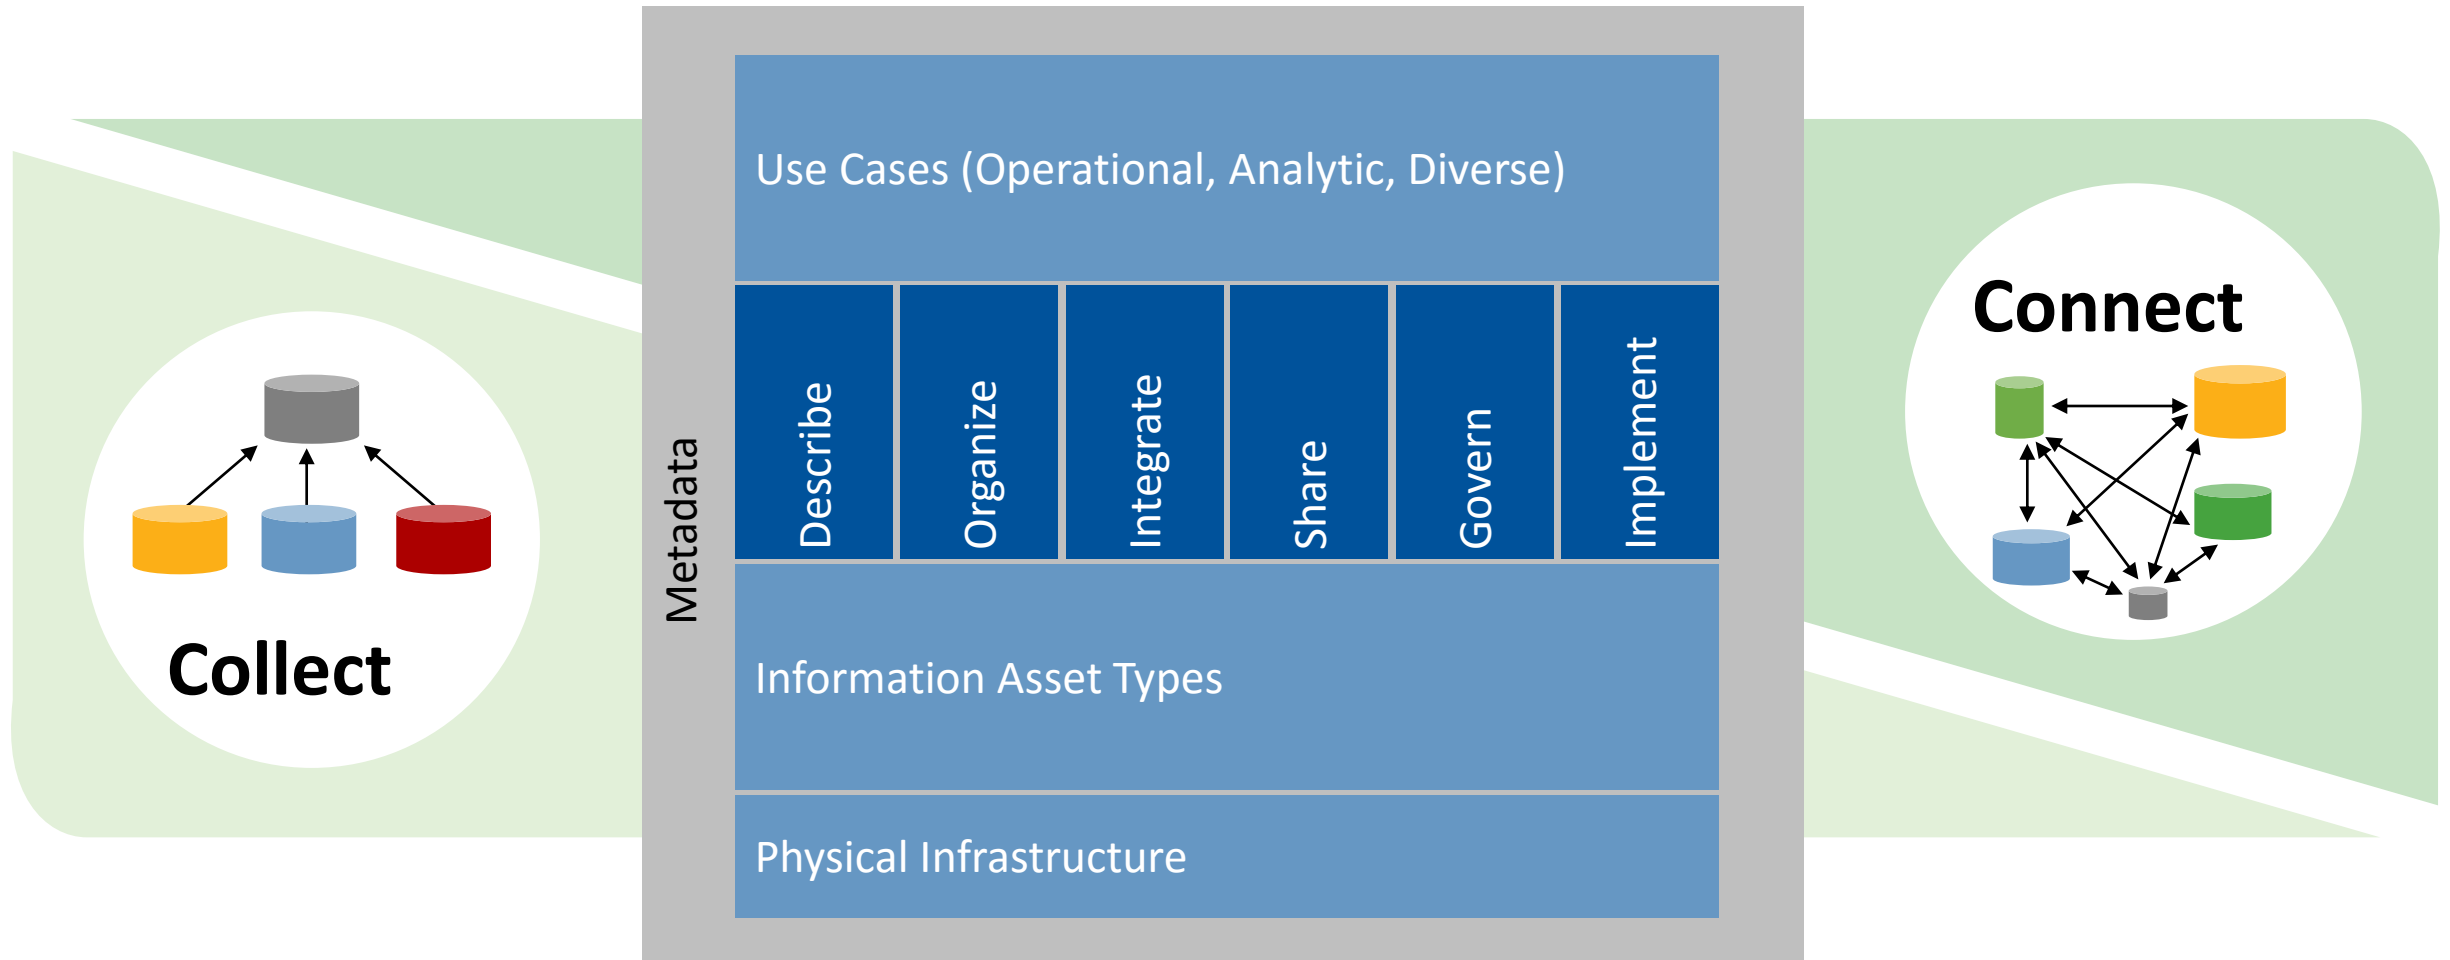 Collect
Metadata
Use Cases (Operational, Analytic, Diverse)
Describe
Organize
Integrate
Share
Govern
Implement
Information Asset Types
Physical Infrastructure
Connect